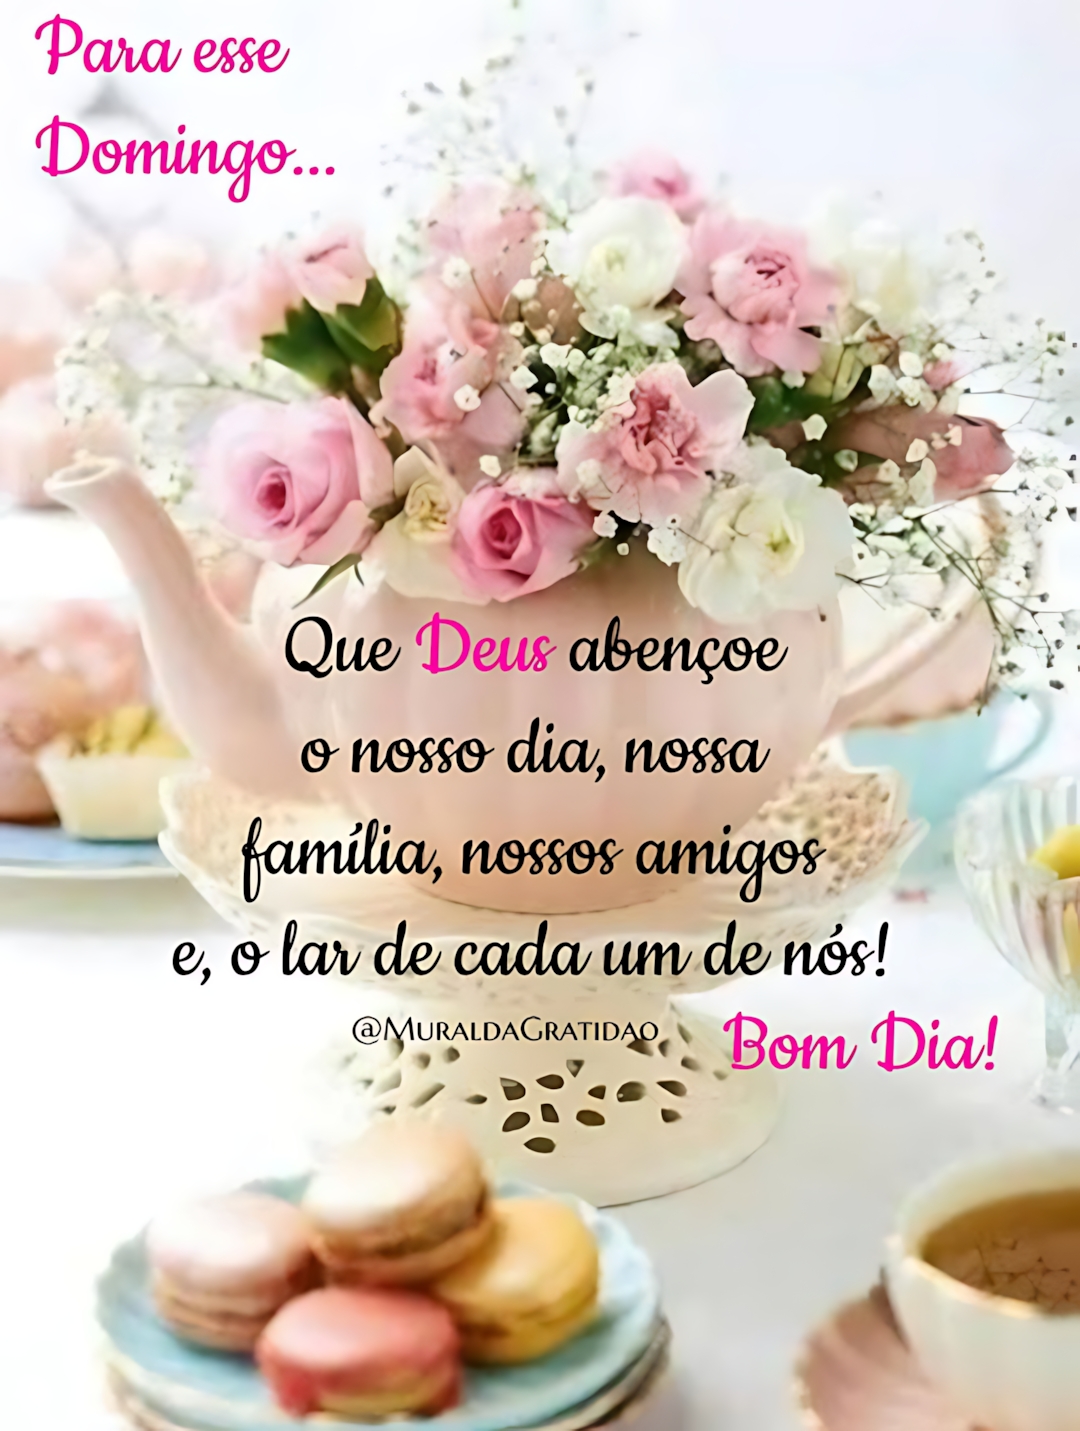 Para esse
Domingo...
Que Deus abençoe
o nosso dia, nossa
família, nossos amigos
e, o lar de cada um de nós!
@MuraldaGratidao
Bom Dia!